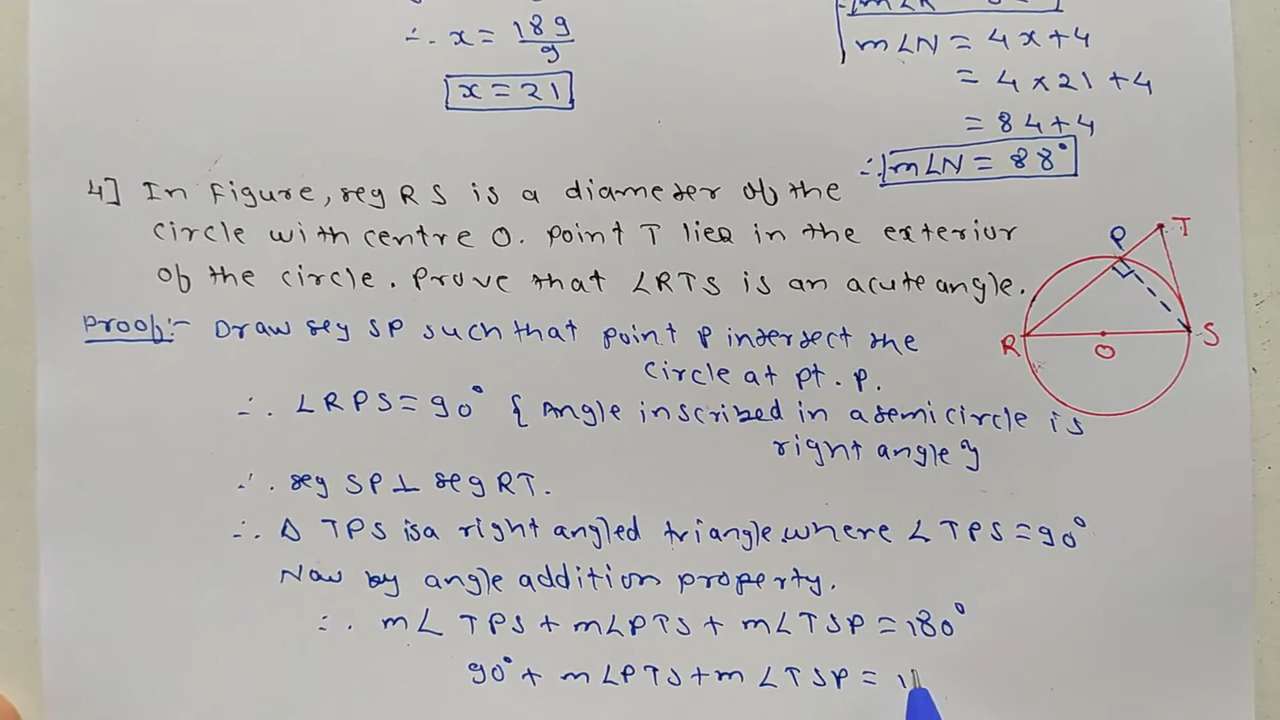 ∴ x = 189/9
x = 21
m∠N = 4x+4
= 4×21+4
= 84+4
∴ m∠N = 88°
4] In Figure, seg RS is a diameter of the
circle with centre O. Point T lies in the exterior
of the circle. Prove that ∠RTS is an acute angle.
P T
R O S
Proof:- Draw seg SP such that point P intersect the
circle at pt. P.
∴ ∠RPS = 90° { Angle inscribed in a semicircle is
right angle }
∴ seg SP ⊥ seg RT.
∴ Δ TPS is a right angled triangle where ∠TPS = 90°
Now by angle addition property.
∴ m∠TPS + m∠PTS + m∠TSP = 180°
90° + m∠PTS + m∠TSP = 1